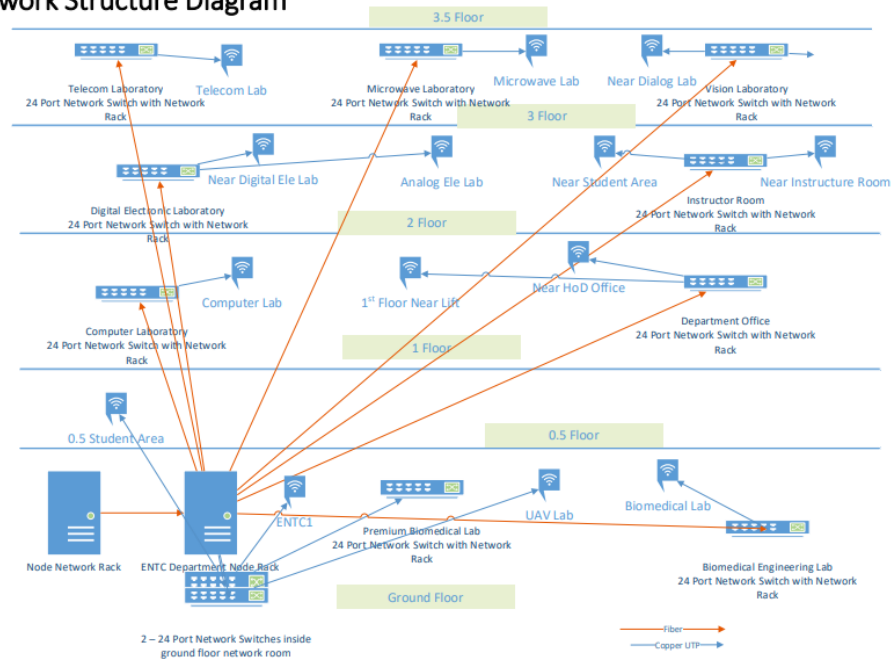 work Structure Diagram
3.5 Floor
Telecom Lab
Microwave Lab
Near Dialog Lab
Telecom Laboratory
24 Port Network Switch with Network
Rack
Microwave Laboratory
24 Port Network Switch with Network
Rack
Vision Laboratory
24 Port Network Switch with Network
Rack
3 Floor
Near Digital Ele Lab
Analog Ele Lab
Near Student Area
Near Instructure Room
Digital Electronic Laboratory
24 Port Network Switch with Network
Rack
Instructor Room
24 Port Network Switch with Network
Rack
2 Floor
Computer Lab
1st Floor Near Lift
Near HoD Office
Computer Laboratory
24 Port Network Switch with Network
Rack
Department Office
24 Port Network Switch with Network
Rack
1 Floor
0.5 Student Area
0.5 Floor
ENTC1
UAV Lab
Biomedical Lab
Premium Biomedical Lab
24 Port Network Switch with Network
Rack
Node Network Rack
ENTC Department Node Rack
Biomedical Engineering Lab
24 Port Network Switch with Network
Rack
Ground Floor
2 – 24 Port Network Switches inside
ground floor network room
Fiber
Copper UTP